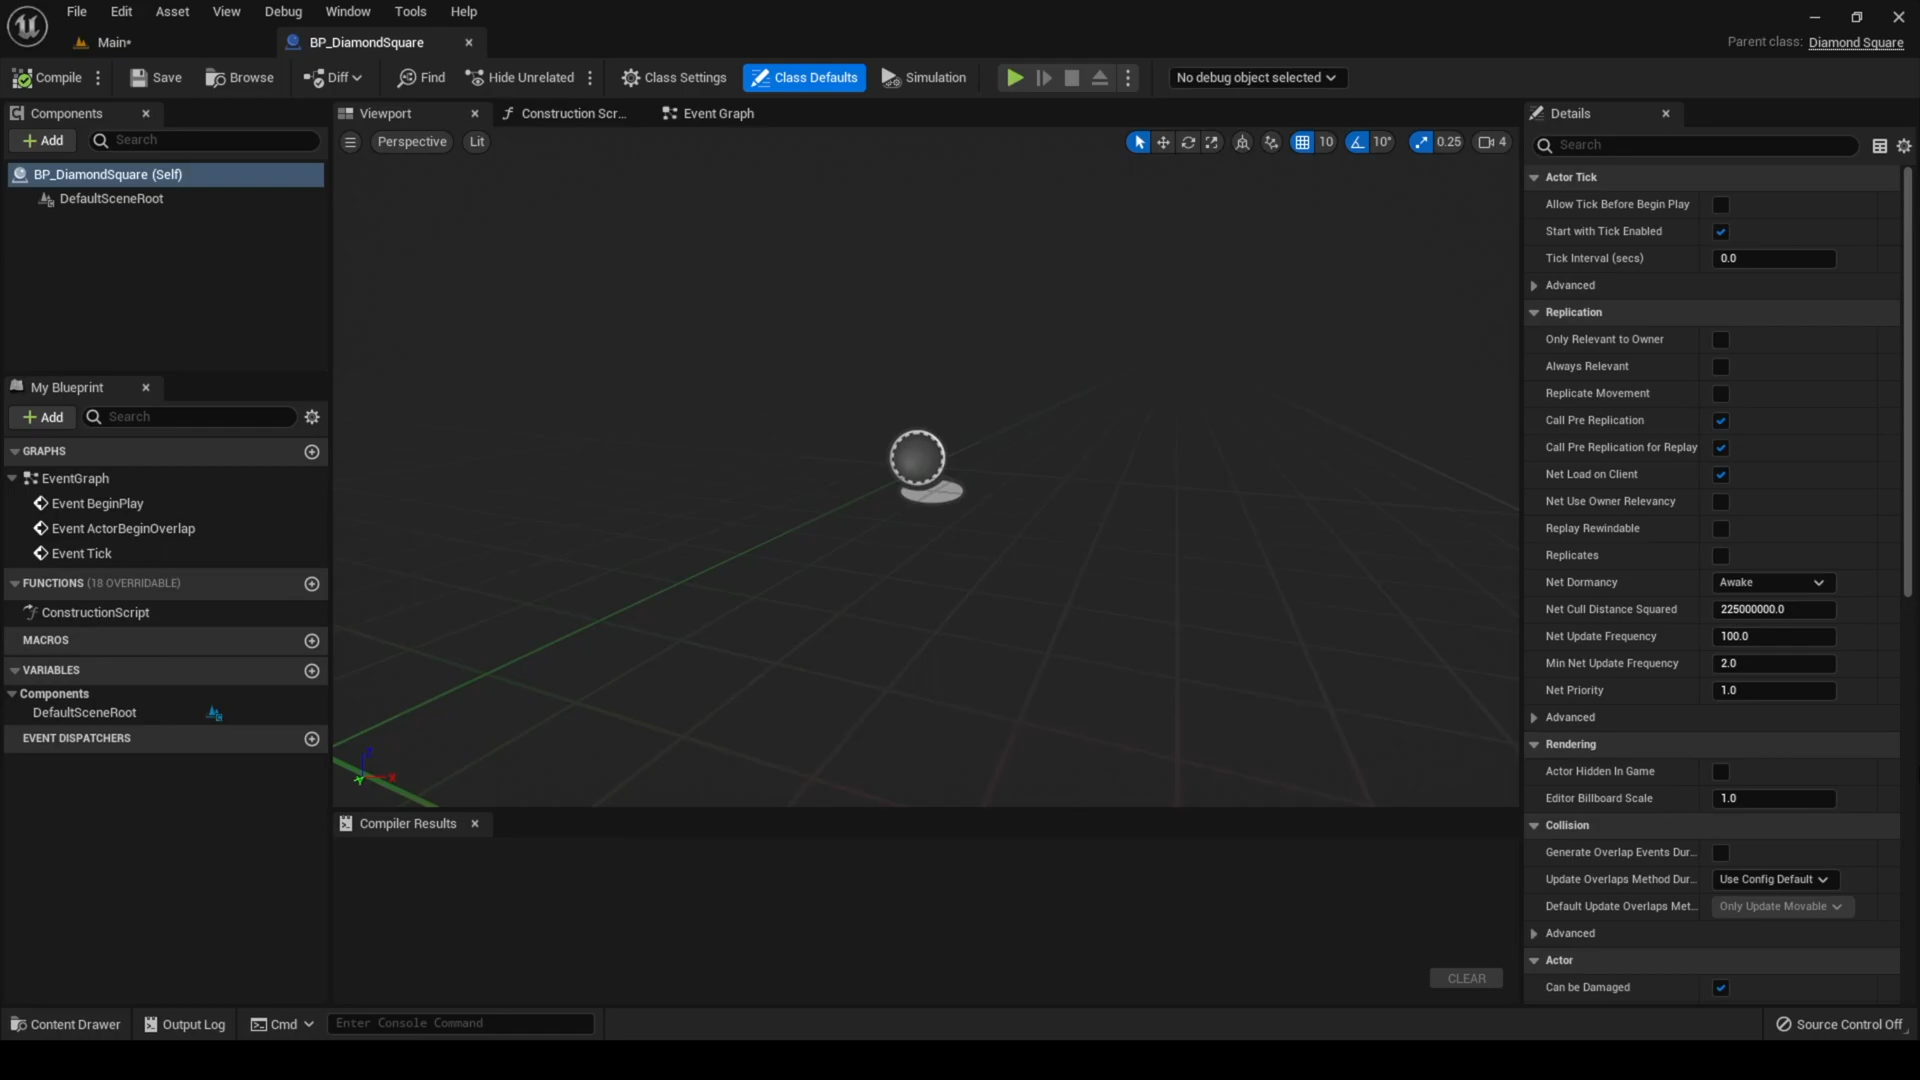 File Edit Asset View Debug Window Tools Help
Main*
BP_DiamondSquare
Parent class: Diamond Square
Compile Save Browse Diff Find Hide Unrelated Class Settings Class Defaults Simulation No debug object selected
Components
Add
Search
BP_DiamondSquare (Self)
DefaultSceneRoot
My Blueprint
Add
Search
GRAPHS
EventGraph
Event BeginPlay
Event ActorBeginOverlap
Event Tick
FUNCTIONS (18 OVERRIDABLE)
ConstructionScript
MACROS
VARIABLES
Components
DefaultSceneRoot
EVENT DISPATCHERS
Viewport Construction Scr... Event Graph
Perspective Lit 10 10° 0.25 4
Z
X
Y
Compiler Results
CLEAR
Details
Search
Actor Tick
Allow Tick Before Begin Play
Start with Tick Enabled
Tick Interval (secs) 0.0
Advanced
Replication
Only Relevant to Owner
Always Relevant
Replicate Movement
Call Pre Replication
Call Pre Replication for Replay
Net Load on Client
Net Use Owner Relevancy
Replay Rewindable
Replicates
Net Dormancy Awake
Net Cull Distance Squared 225000000.0
Net Update Frequency 100.0
Min Net Update Frequency 2.0
Net Priority 1.0
Advanced
Rendering
Actor Hidden In Game
Editor Billboard Scale 1.0
Collision
Generate Overlap Events Dur...
Update Overlaps Method Dur... Use Config Default
Default Update Overlaps Met... Only Update Movable
Advanced
Actor
Can be Damaged
Content Drawer Output Log Cmd Enter Console Command Source Control Off